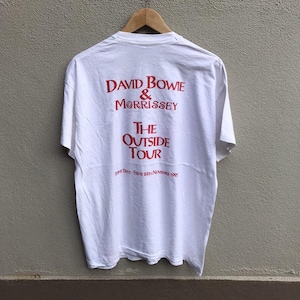 DAVID BOWIE
&
MORRISSEY
THE
OUTSIDE
TOUR